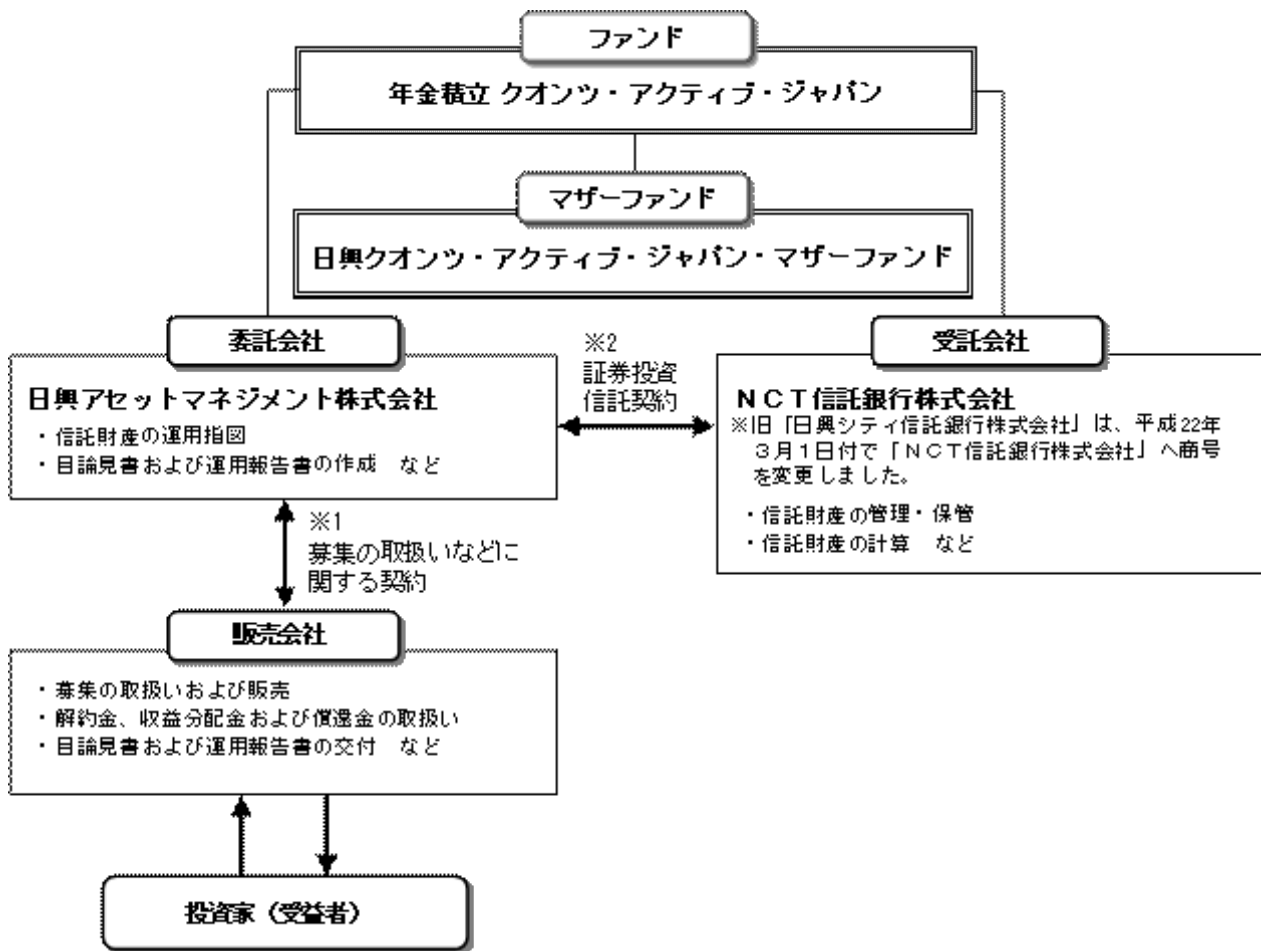 ファンド
年金積立 クオンツ・アクティブ・ジャパン
マザーファンド
日興クオンツ・アクティブ・ジャパン・マザーファンド
委託会社
日興アセットマネジメント株式会社
・信託財産の運用指図
・目論見書および運用報告書の作成　など
※2
証券投資
信託契約
受託会社
ＮＣＴ信託銀行株式会社
※旧「日興シティ信託銀行株式会社」は、平成22年
３月１日付で「ＮＣＴ信託銀行株式会社」へ商号
を変更しました。
・信託財産の管理・保管
・信託財産の計算　など
※1
募集の取扱いなどに
関する契約
販売会社
・募集の取扱いおよび販売
・解約金、収益分配金および償還金の取扱い
・目論見書および運用報告書の交付　など
投資家（受益者）